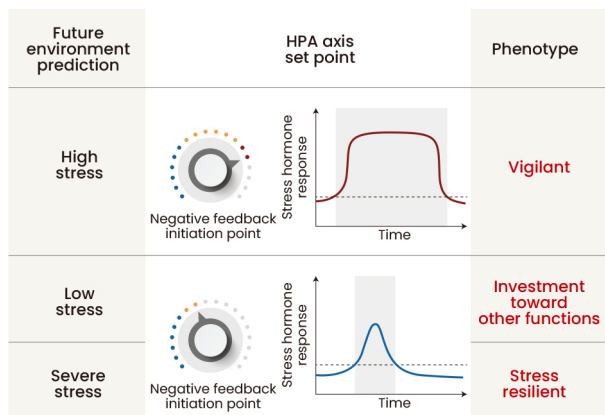 Future
environment
prediction
HPA axis
set point
Phenotype
High
stress
Negative feedback
initiation point
Stress hormone
response
Time
Vigilant
Low
stress
Severe
stress
Negative feedback
initiation point
Stress hormone
response
Time
Investment
toward
other functions
Stress
resilient